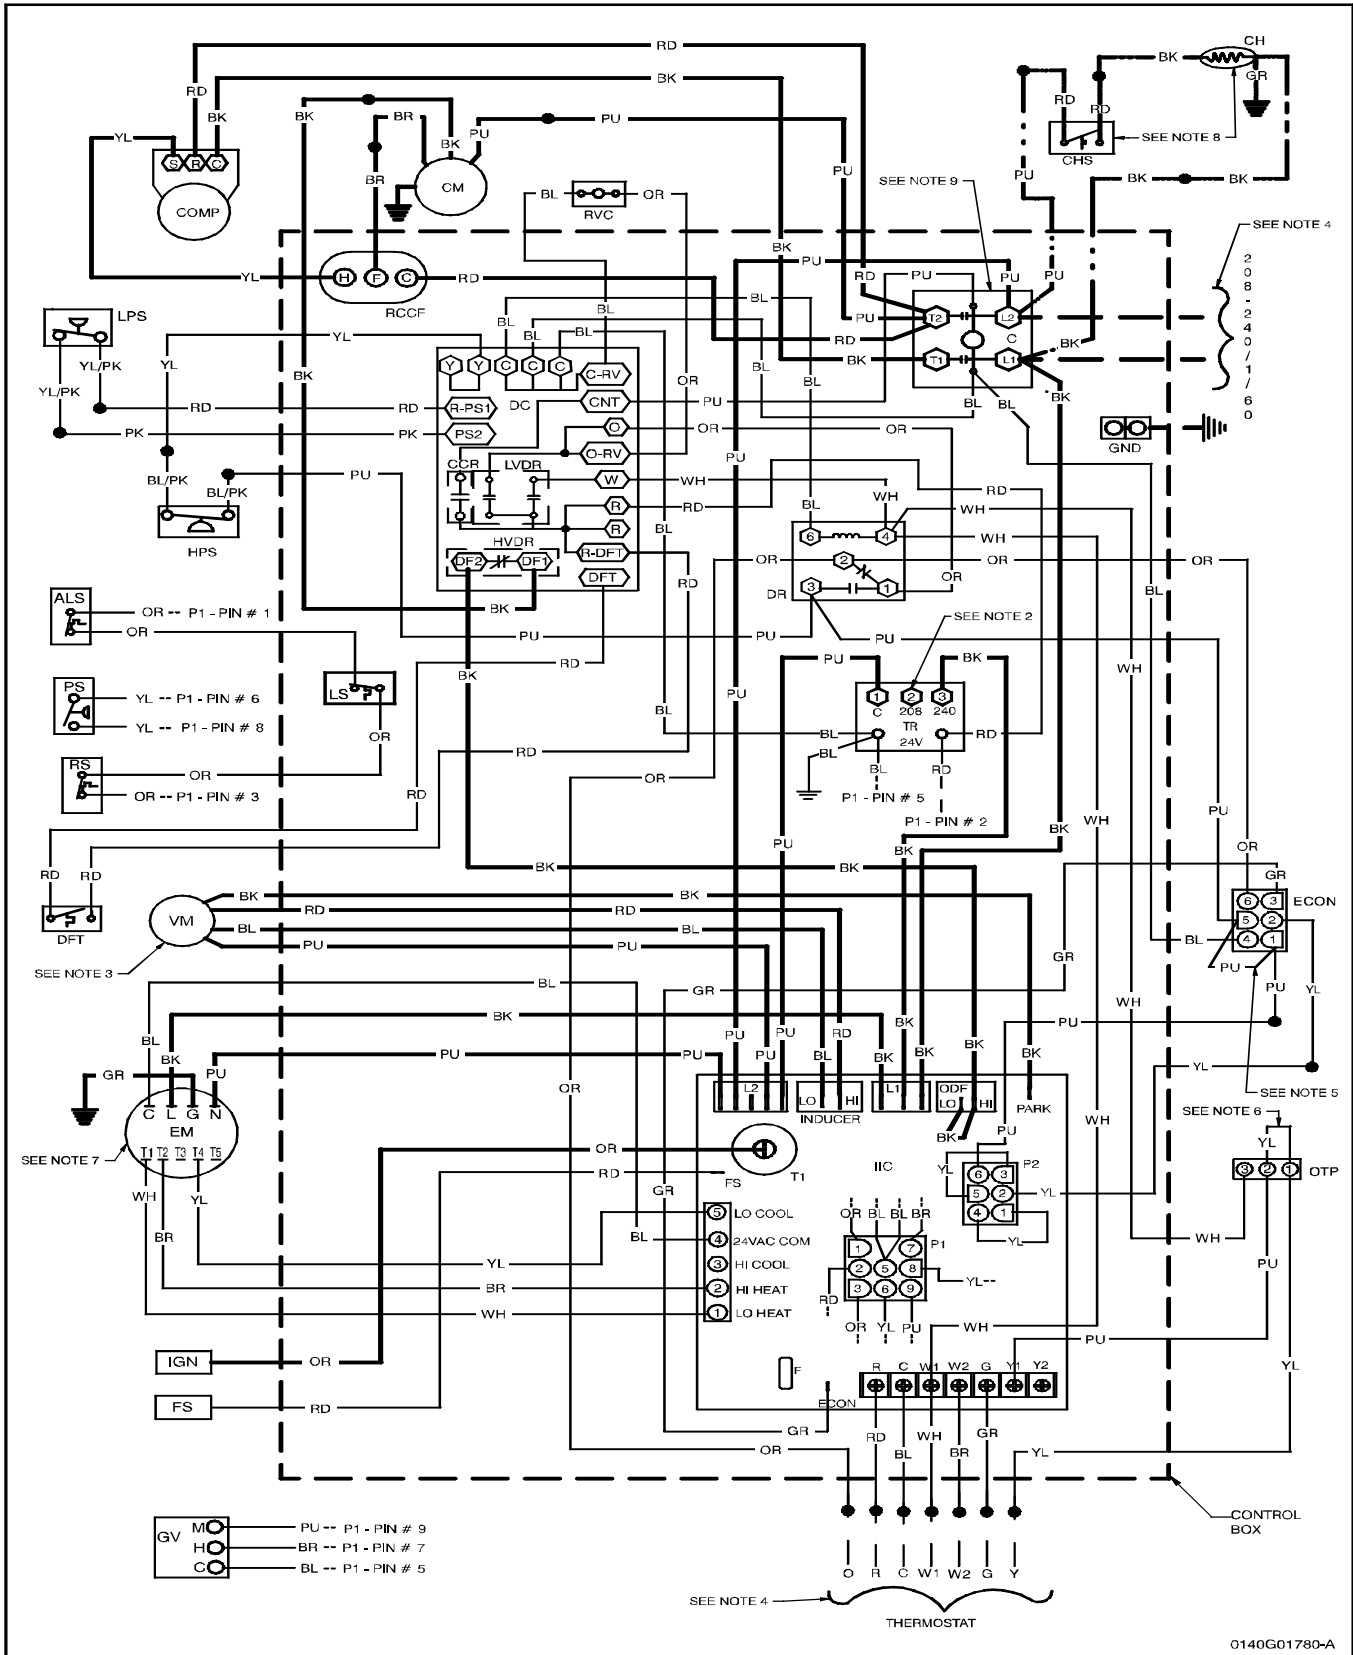 RD
BK
RD
BK
BK
BR
PU
BK
PU
YL
S R C
COMP
BR
CM
BL
OR
RVC
PU
SEE NOTE 9
CH
BK
GR
RD
RD
SEE NOTE 8
CHS
PU
BK
BK
SEE NOTE 4
208-240/1/60
YL
H F C
RCCF
RD
BK
PU
RD
PU
PU
PU
BL
BL
BL
BL
BL
T2
L2
PU
RD
C
BK
T1
L1
BK
LPS
YL
YL/PK
YL/PK
YL
BK
Y Y C C C
C-RV
OR
BL
BL
RD
RD
R-PS1
DC
CNT
PU
BL
BL
BK
PK
PK
PS2
O
OR
OR
GND
O-RV
PU
CCR
LVDR
W
WH
WH
BL/PK
BL/PK
PU
HPS
R
RD
RD
BL
BL
R
WH
HVDR
DF2
DF1
R-DFT
DFT
RD
6
4
WH
OR
2
OR
OR
OR
3
1
DR
BL
BK
ALS
OR -- P1 - PIN # 1
OR
SEE NOTE 2
PU
PU
PU
RD
PU
BK
WH
BK
PU
LS
PS
YL -- P1 - PIN # 6
YL -- P1 - PIN # 8
OR
1 2 3
C 208 240
TR
24V
BL
BL
RD
BL
RD
BL
RD
OR
RS
OR
OR -- P1 - PIN # 3
RD
P1 - PIN # 5
P1 - PIN # 2
PU
WH
BK
PU
BK
OR
BK
BK
GR
RD
RD
DFT
VM
BK
BK
RD
RD
BL
BL
PU
PU
6 3
5 2
4 1
ECON
BL
PU
SEE NOTE 3
GR
GR
PU
YL
BL
WH
BK
PU
BL
BK
PU
GR
PU
PU
PU
PU
BL
RD
BK
BK
BK
BK
YL
SEE NOTE 5
OR
L2
LO HI
INDUCER
L1
ODF
LO HI
PARK
C L G N
EM
T1 T2 T3 T4 T5
SEE NOTE 7
BK
PU
WH
SEE NOTE 6
YL
OR
RD
FS
T1
IIC
YL
P2
6 3
5 2
4 1
YL
YL
3 2 1
OTP
WH
YL
BR
GR
5 LO COOL
BL
4 24VAC COM
3 HI COOL
2 HI HEAT
1 LO HEAT
OR BL BL BR
P1
1 7
2 5 8
3 6 9
YL--
RD
OR YL PU
WH
PU
YL
BR
WH
WH
PU
YL
IGN
OR
FS
RD
F
R C W1 W2 G Y1 Y2
ECON
GR
OR
RD
BL
WH
BR
GR
YL
CONTROL
BOX
GV
M PU -- P1 - PIN # 9
H BR -- P1 - PIN # 7
C BL -- P1 - PIN # 5
O R C W1 W2 G Y
SEE NOTE 4
THERMOSTAT
0140G01780-A